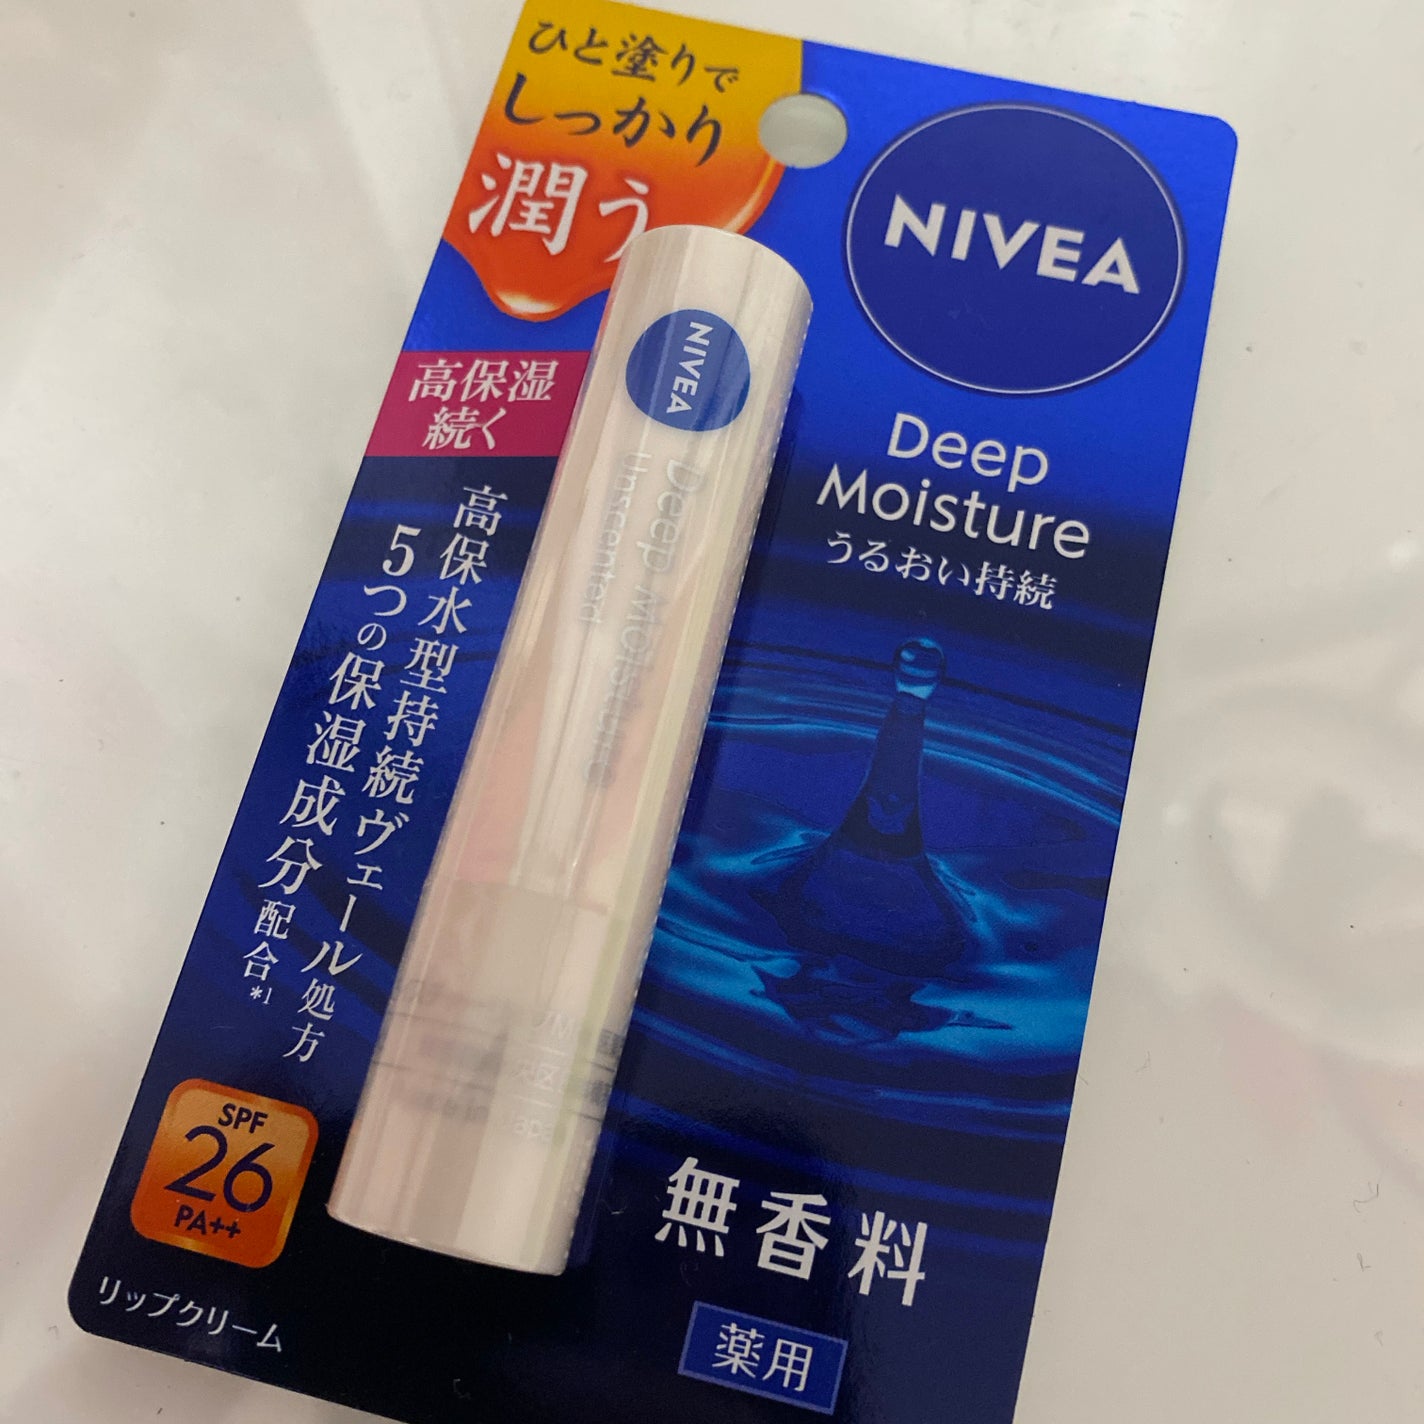 ひと塗りで
しっかり
潤う
NIVEA
Deep
Moisture
うるおい持続
高保湿
続く
高保水型持続ヴェール処方
5つの保湿成分配合*1
NIVEA
Deep Moisture
Unscented
SPF
26
PA++
リップクリーム
無香料
薬用